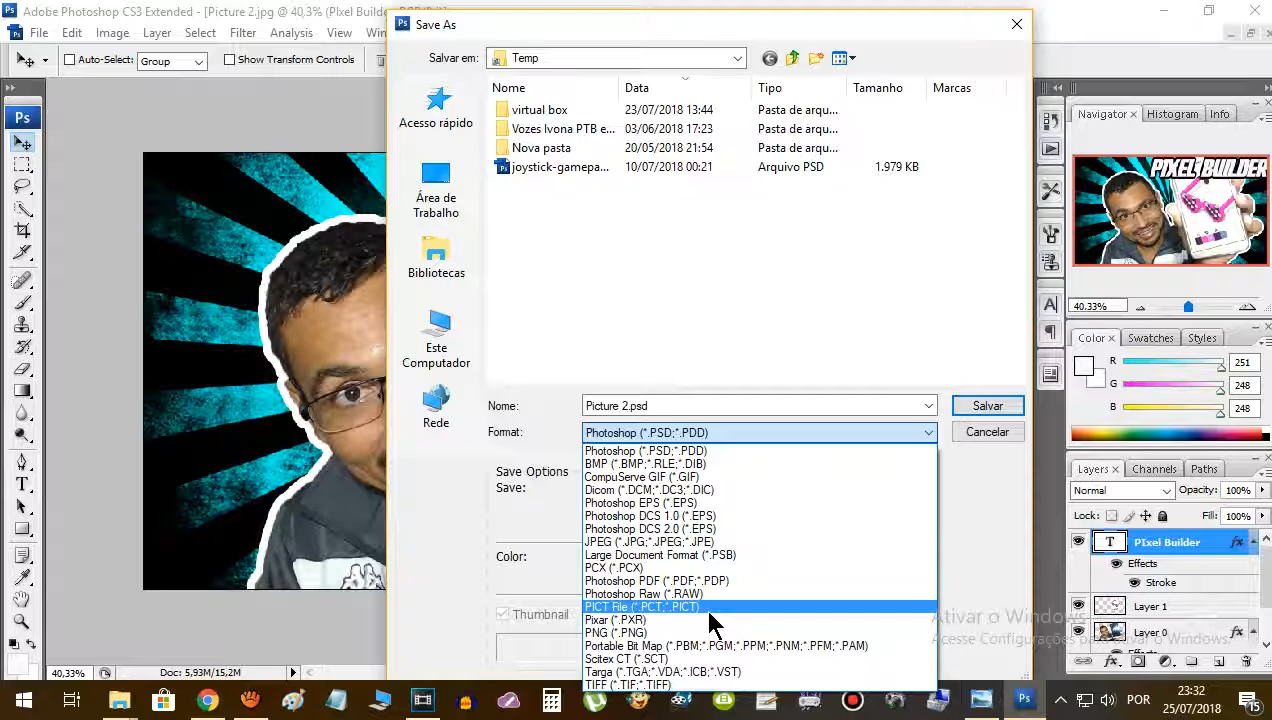 Adobe Photoshop CS3 Extended - [Picture 2.jpg @ 40,3% (PIxel Builder
File Edit Image Layer Select Filter Analysis View
Auto-Select: Group Show Transform Controls
Save As
Salvar em: Temp
Nome Data Tipo Tamanho Marcas
virtual box 23/07/2018 13:44 Pasta de arqu...
Vozes Ivona PTB e... 03/06/2018 17:23 Pasta de arqu...
Nova pasta 20/05/2018 21:54 Pasta de arqu...
joystick-gamepa... 10/07/2018 00:21 Arquivo PSD 1.979 KB
Acesso rápido
Área de
Trabalho
Bibliotecas
Este
Computador
Rede
Nome: Picture 2.psd Salvar
Format: Photoshop (*.PSD;*.PDD) Cancelar
Photoshop (*.PSD;*.PDD)
BMP (*.BMP;*.RLE;*.DIB)
CompuServe GIF (*.GIF)
Dicom (*.DCM;*.DC3;*.DIC)
Photoshop EPS (*.EPS)
Photoshop DCS 1.0 (*.EPS)
Photoshop DCS 2.0 (*.EPS)
JPEG (*.JPG;*.JPEG;*.JPE)
Large Document Format (*.PSB)
PCX (*.PCX)
Photoshop PDF (*.PDF;*.PDP)
Photoshop Raw (*.RAW)
PICT File (*.PCT;*.PICT)
Pixar (*.PXR)
PNG (*.PNG)
Portable Bit Map (*.PBM;*.PGM;*.PPM;*.PNM;*.PFM;*.PAM)
Scitex CT (*.SCT)
Targa (*.TGA;*.VDA;*.ICB;*.VST)
TIFF (*.TIF;*.TIFF)
Save Options
Save:
Color:
Thumbnail
Ps
Navigator Histogram Info
PIXEL BUILDER
40.33%
Color Swatches Styles
R 251
G 248
B 248
Layers Channels Paths
Normal Opacity: 100%
Lock: Fill: 100%
T PIxel Builder fx
Effects
Stroke
Layer 1
Layer 0 fx
Ativar o Windows
Acesse Configurações para ativar o Windows.
40,33% Doc: 5,93M/15,2M
POR
23:32
25/07/2018
15